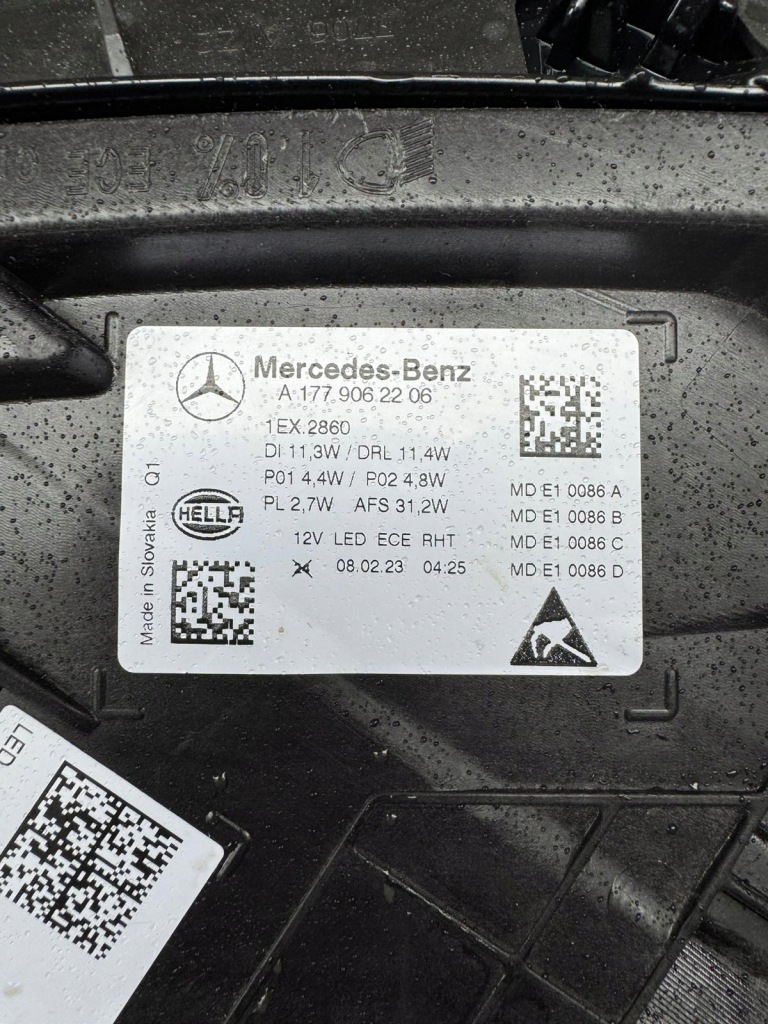 10%
Mercedes-Benz
A 177 906 22 06
1EX.2860
DI 11,3W / DRL 11,4W
P01 4,4W / P02 4,8W
PL 2,7W AFS 31,2W
12V LED ECE RHT
08.02.23 04:25
MD E1 0086 A
MD E1 0086 B
MD E1 0086 C
MD E1 0086 D
HELLA
Made in Slovakia Q1
LED